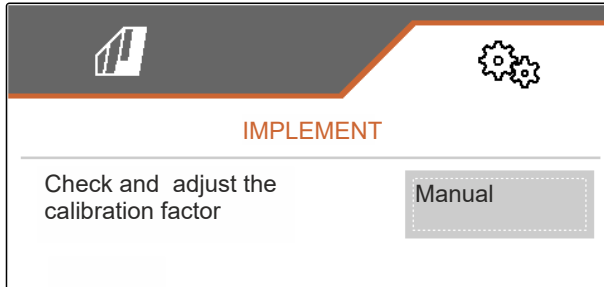 IMPLEMENT
Check and adjust the
calibration factor
Manual